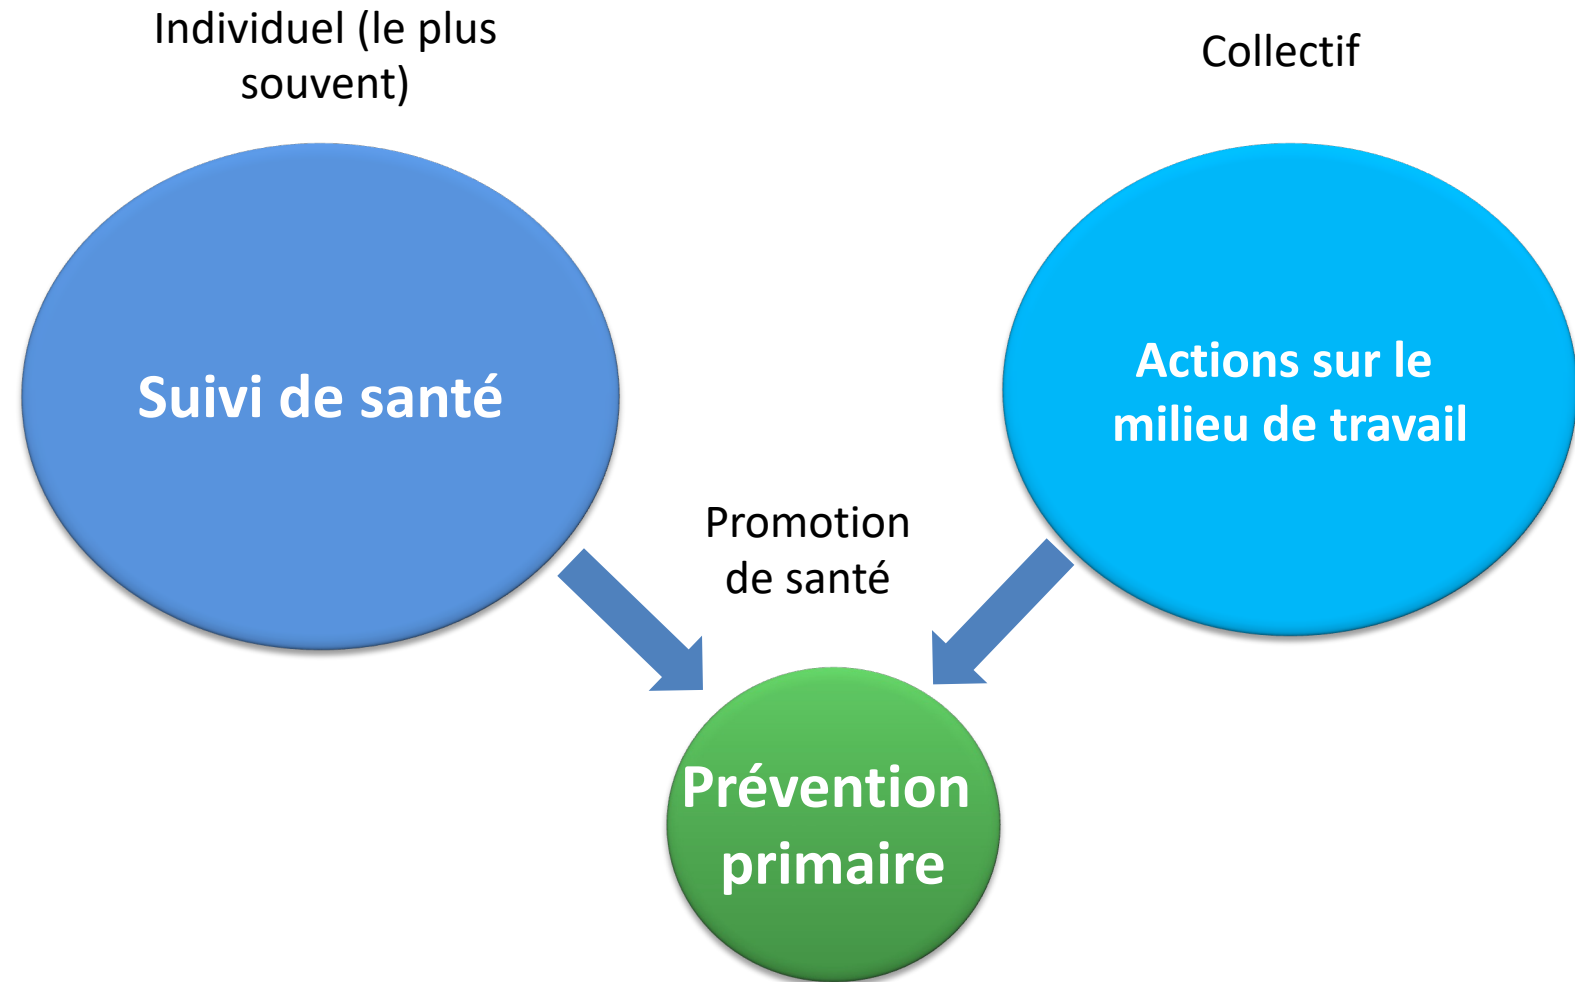 Individuel (le plus
souvent)
Collectif
Suivi de santé
Actions sur le
milieu de travail
Promotion
de santé
Prévention
primaire